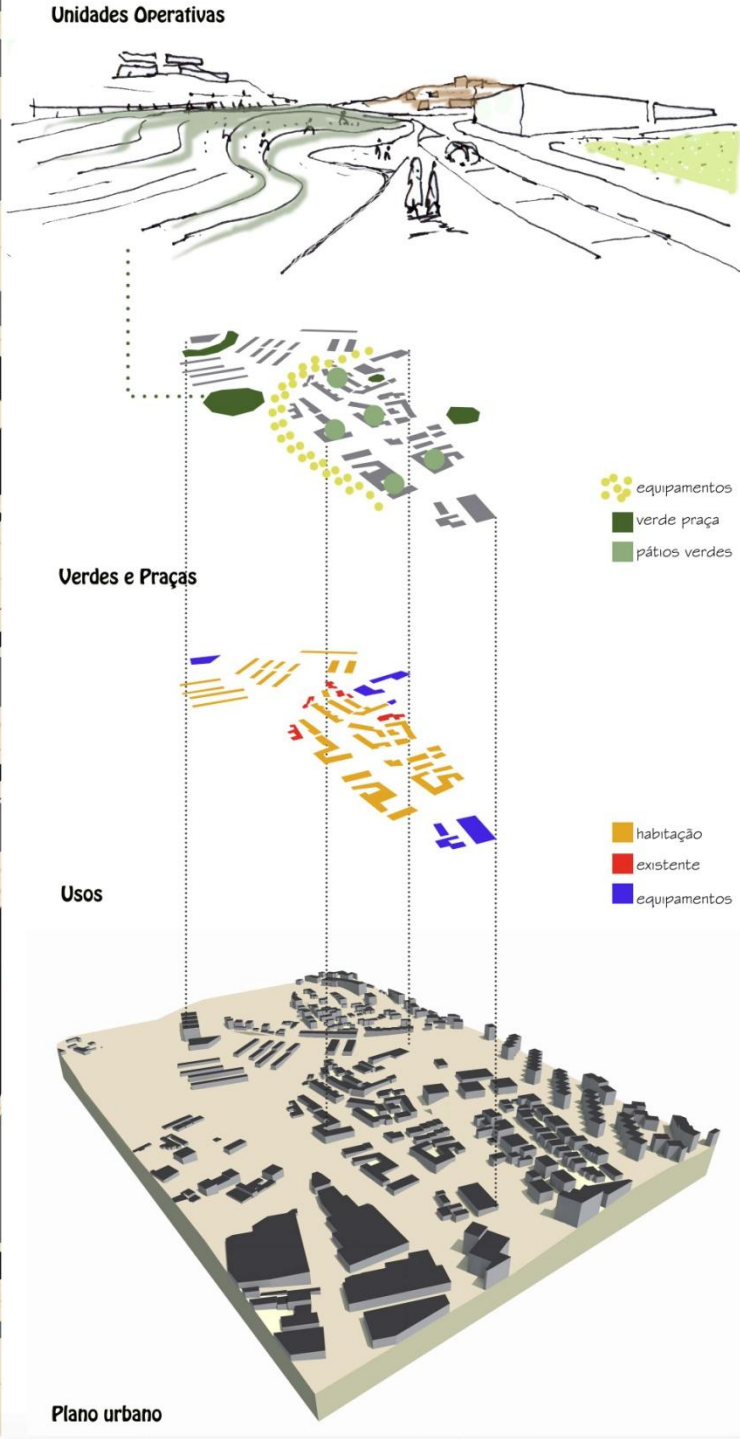 Unidades Operativas
equipamentos
verde praça
pátios verdes
Verdes e Praças
habitação
existente
equipamentos
Usos
Plano urbano